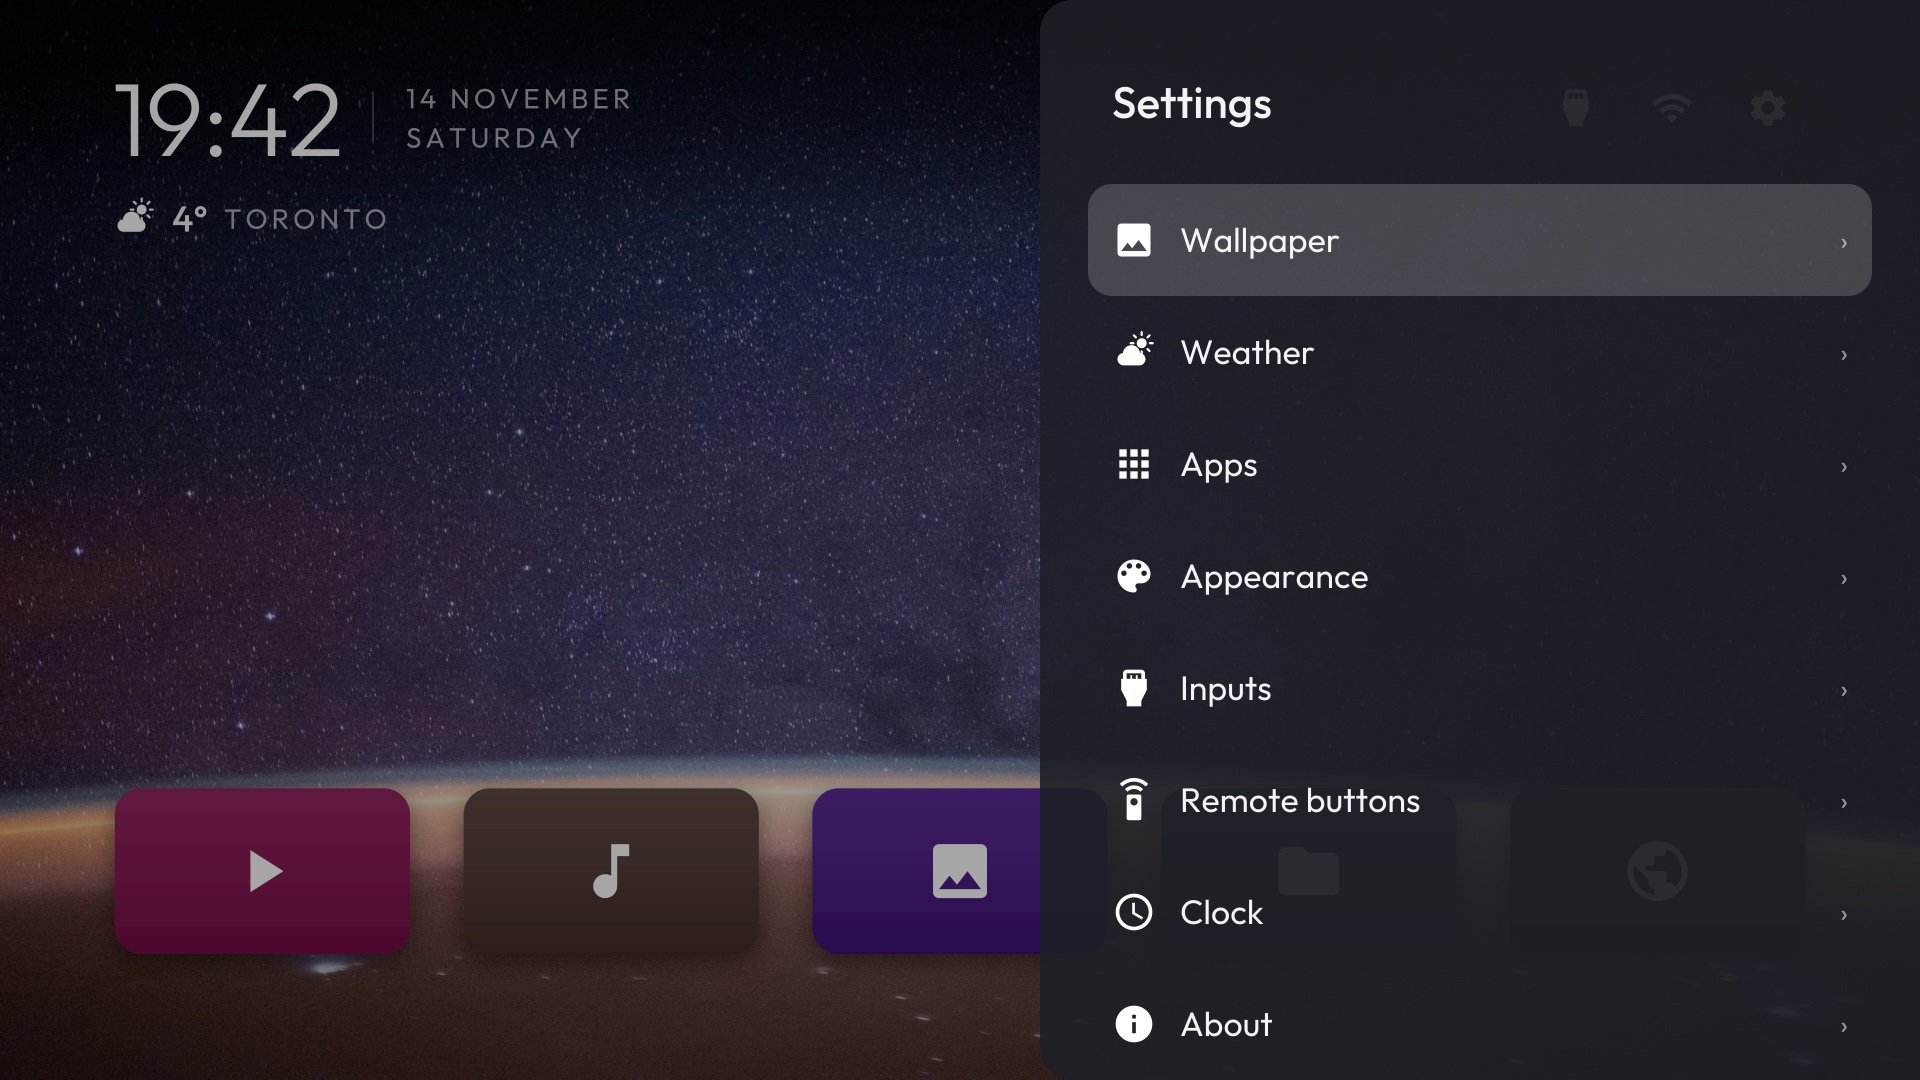 19:42
14 NOVEMBER
SATURDAY
4° TORONTO
Settings
Wallpaper
Weather
Apps
Appearance
Inputs
Remote buttons
Clock
About